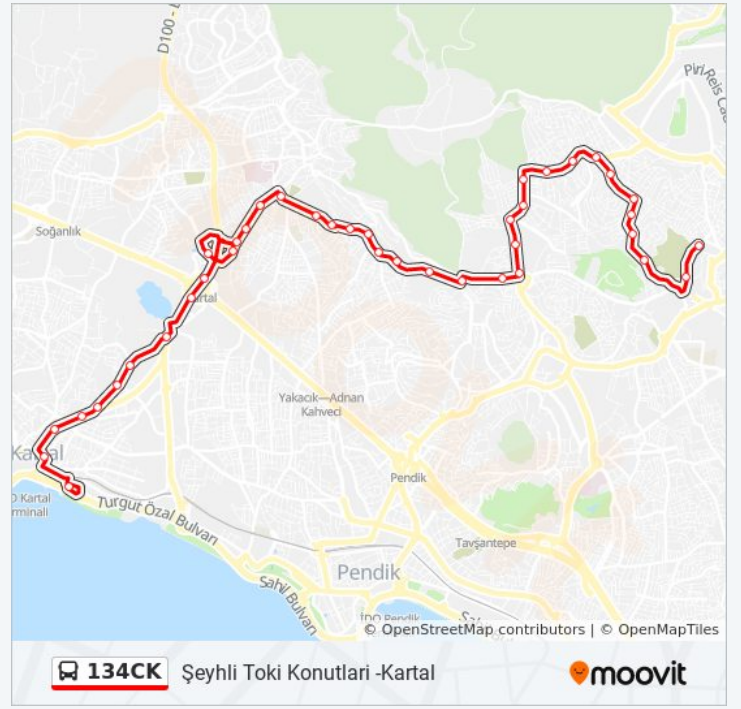 D100 -
Piri Reis Cad
Soğanlık
Kartal
Yakacık—Adnan
Kahveci
Kartal
Pendik
Kartal
Turgut Özal Bulvarı
Tavşantepe
Pendik
Sahil Bulvarı
İDO Pendik
© OpenStreetMap contributors | © OpenMapTiles
134CK Şeyhli Toki Konutlari -Kartal
moovit